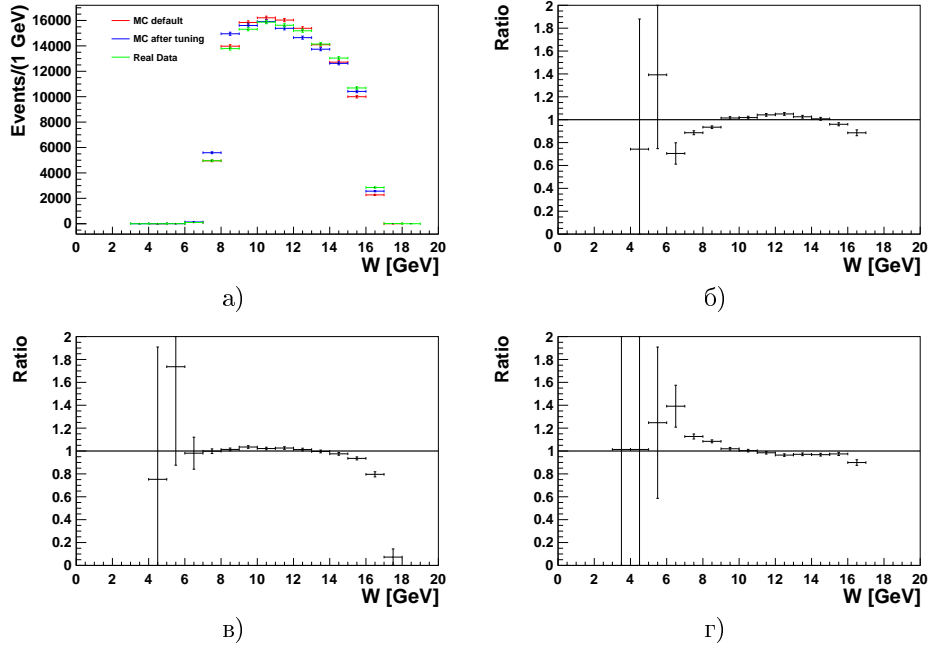 Events/(1 GeV)
16000
14000
12000
10000
8000
6000
4000
2000
0
MC default
MC after tuning
Real Data
0 2 4 6 8 10 12 14 16 18 20
W [GeV]
а)
Ratio
2
1.8
1.6
1.4
1.2
1
0.8
0.6
0.4
0.2
0
0 2 4 6 8 10 12 14 16 18 20
W [GeV]
б)
Ratio
2
1.8
1.6
1.4
1.2
1
0.8
0.6
0.4
0.2
0
0 2 4 6 8 10 12 14 16 18 20
W [GeV]
в)
Ratio
2
1.8
1.6
1.4
1.2
1
0.8
0.6
0.4
0.2
0
0 2 4 6 8 10 12 14 16 18 20
W [GeV]
г)